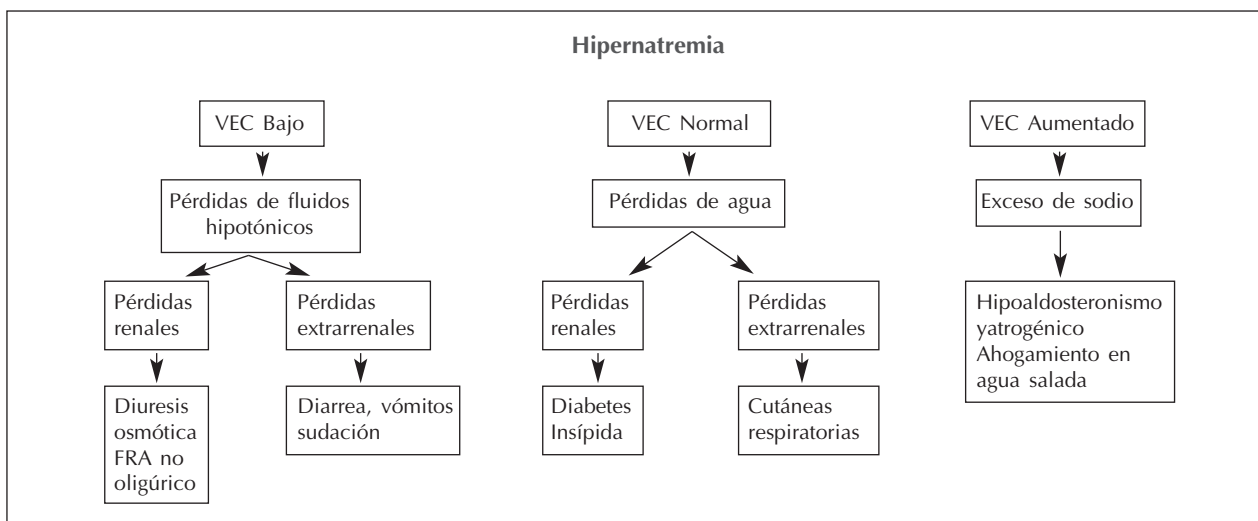 Hipernatremia
VEC Bajo
VEC Normal
VEC Aumentado
Pérdidas de fluidos
hipotónicos
Pérdidas de agua
Exceso de sodio
Pérdidas
renales
Pérdidas
extrarrenales
Pérdidas
renales
Pérdidas
extrarrenales
Hipoaldosteronismo
yatrogénico
Ahogamiento en
agua salada
Diuresis
osmótica
FRA no
oligúrico
Diarrea, vómitos
sudación
Diabetes
Insípida
Cutáneas
respiratorias